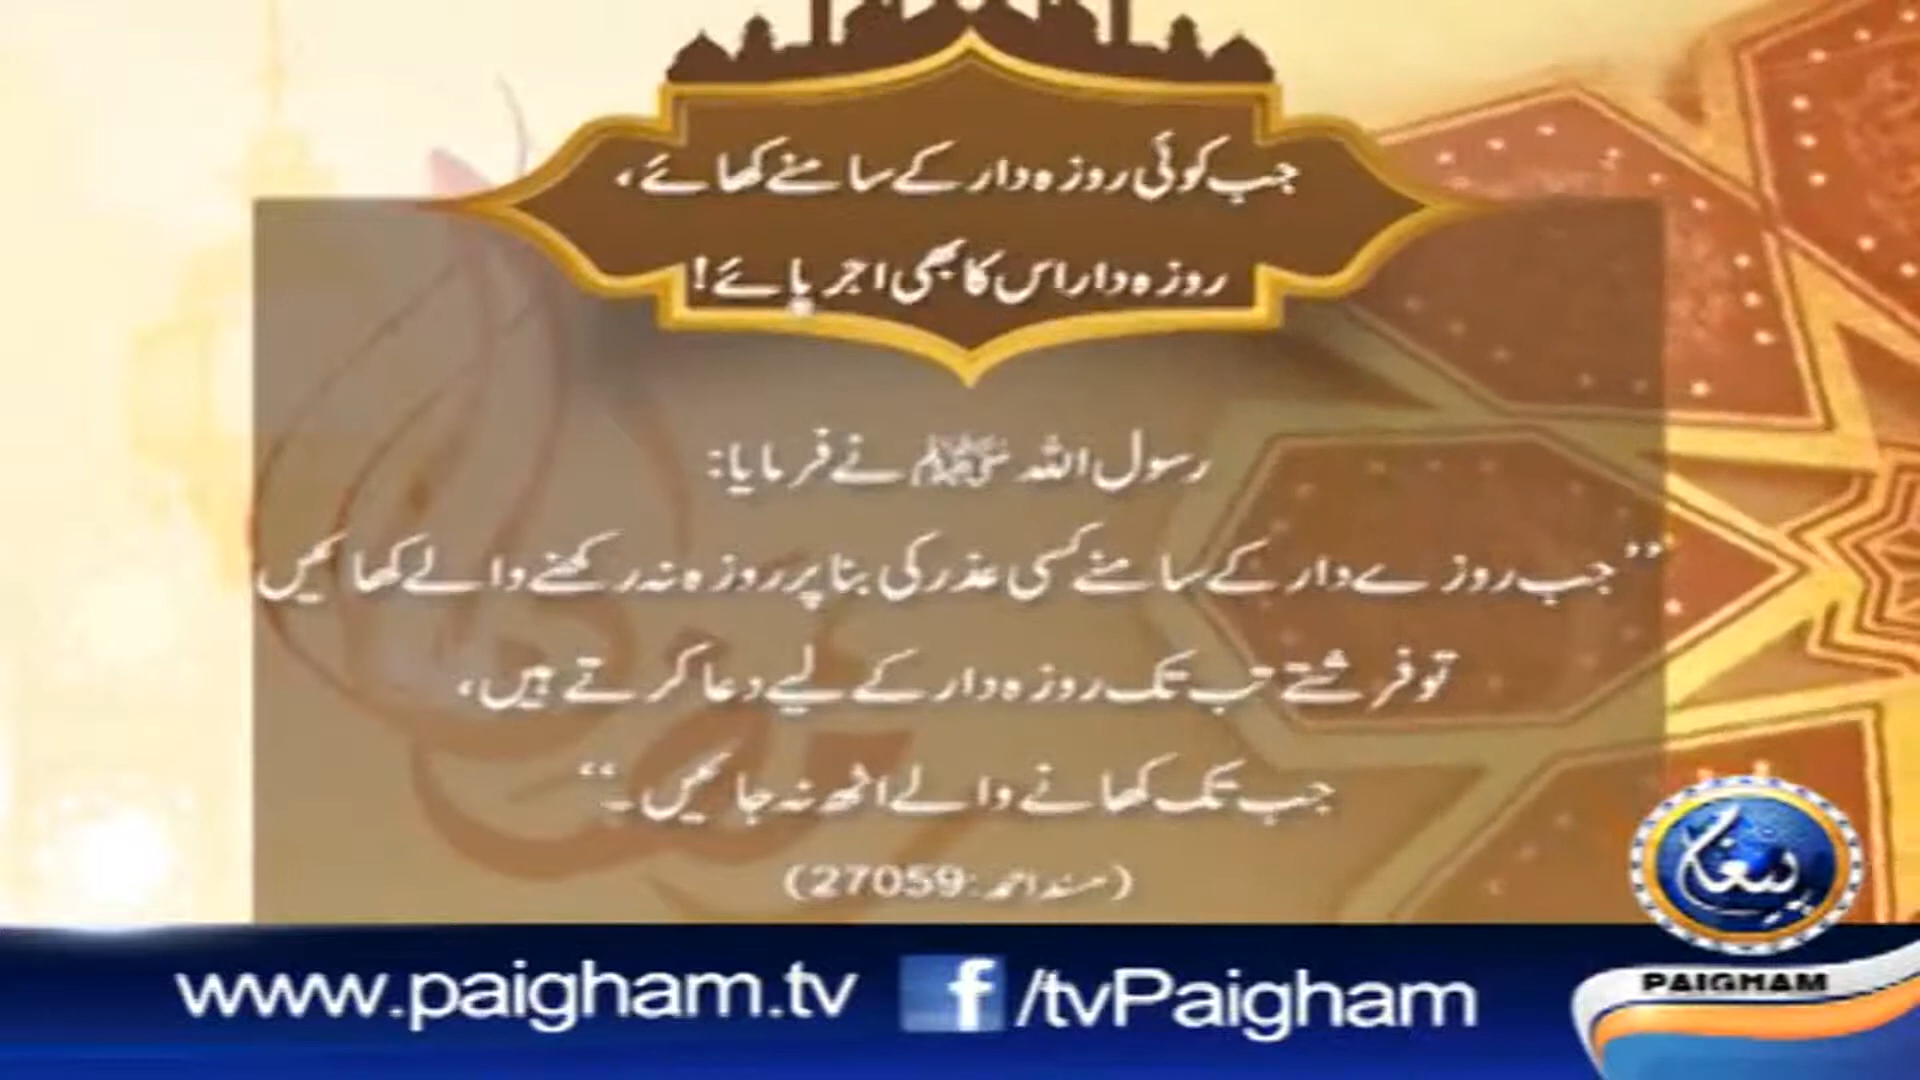 جب کوئی روزہ دار کے سامنے کھائے،
روزہ دار اس کا بھی اجر پائے!
رسول اللہ ﷺ نے فرمایا:
”جب روزے دار کے سامنے کسی عذر کی بنا پر روزہ نہ رکھنے والے کھائیں
تو فرشتے تب تک روزہ دار کے لیے دعا کرتے ہیں،
جب تک کھانے والے اٹھ نہ جائیں۔“
(مسند احمد: 27059)
پیغام
PAIGHAM
www.paigham.tv f/tvPaigham